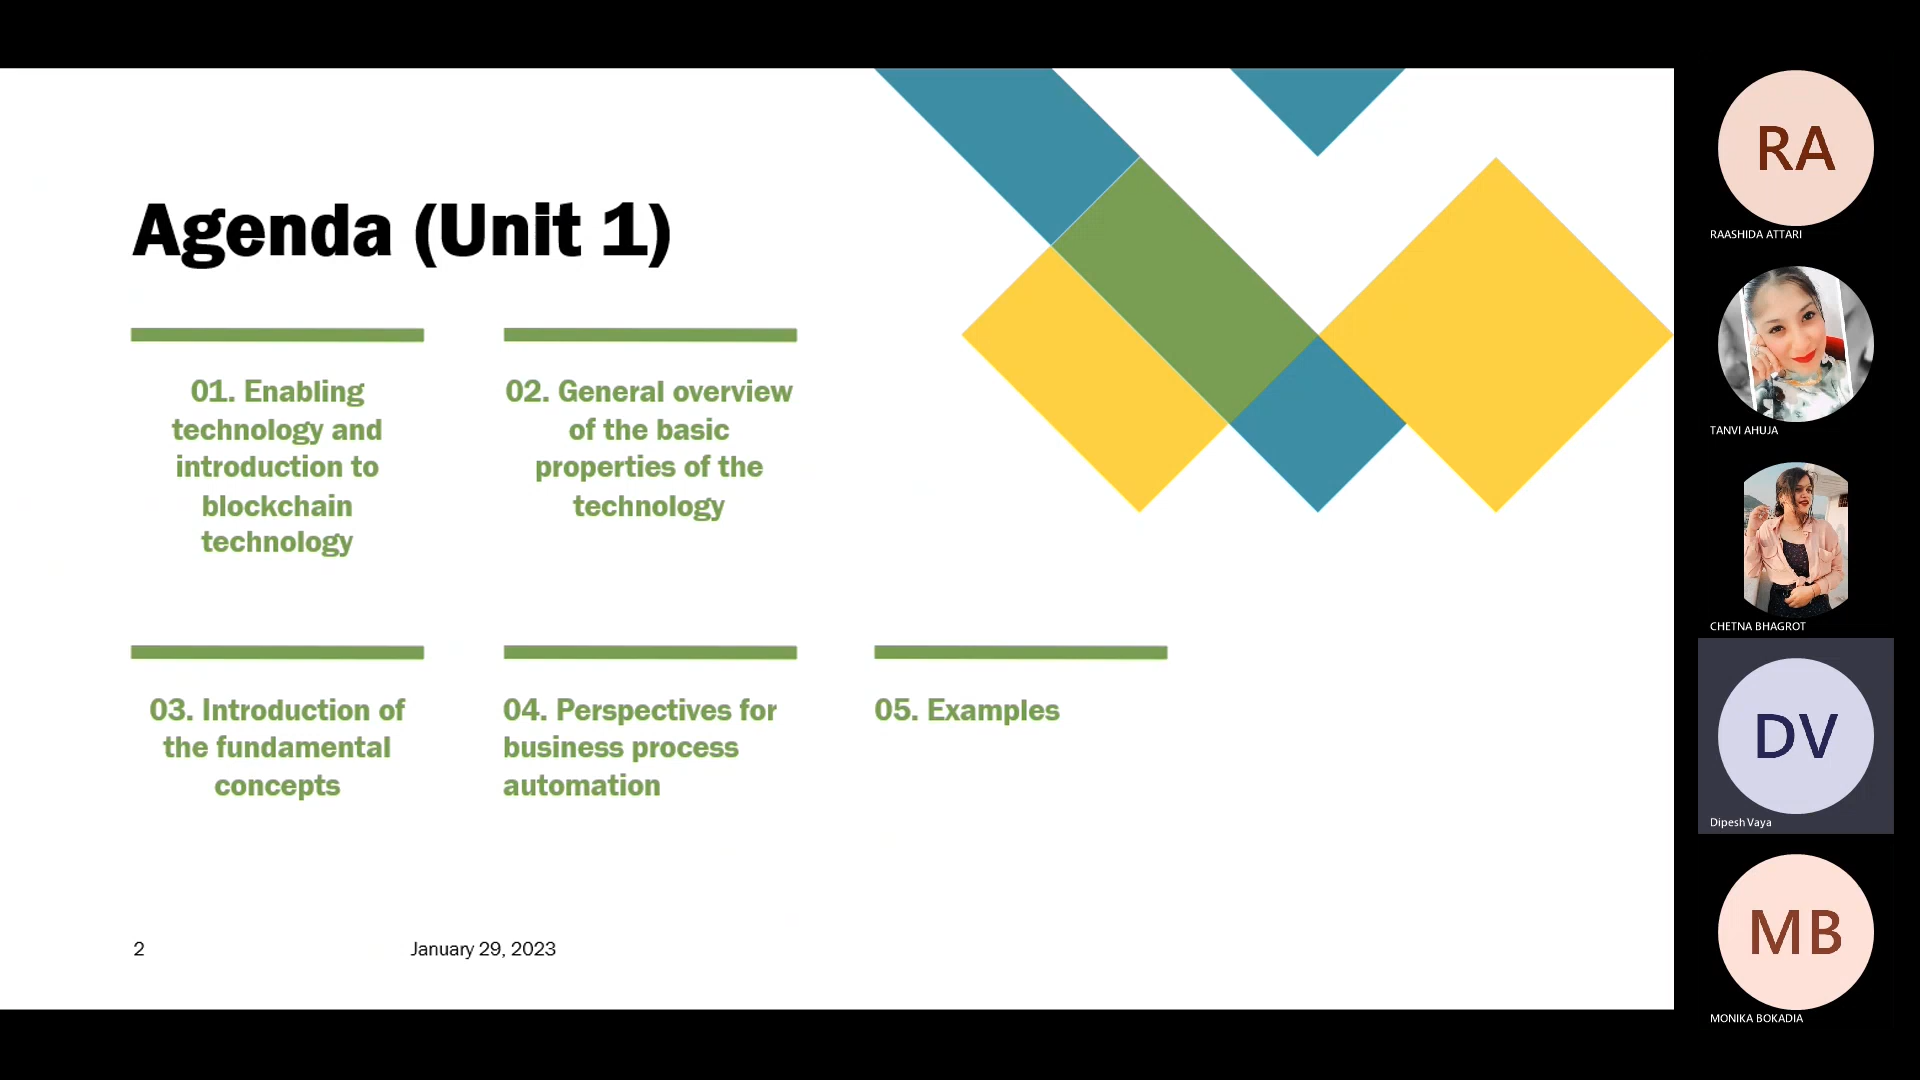 Agenda (Unit 1)
01. Enabling
technology and
introduction to
blockchain
technology
02. General overview
of the basic
properties of the
technology
03. Introduction of
the fundamental
concepts
04. Perspectives for
business process
automation
05. Examples
2
January 29, 2023
RA
RAASHIDA ATTARI
TANVI AHUJA
CHETNA BHAGROT
DV
Dipesh Vaya
MB
MONIKA BOKADIA